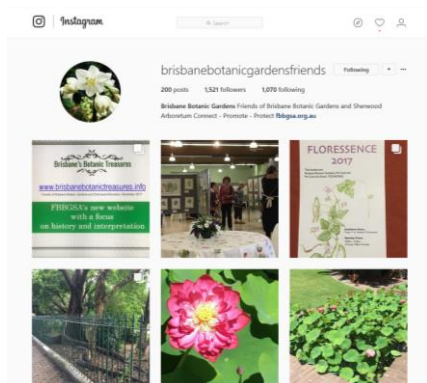 Instagram
Search
brisbanebotanicgardensfriends Following
200 posts 1,521 followers 1,070 following
Brisbane Botanic Gardens Friends of Brisbane Botanic Gardens and Sherwood
Arboretum Connect - Promote - Protect fbbgsa.org.au
Brisbane's Botanic Treasures
www.brisbanebotanictreasures.info
FBBGSA's new website
with a focus
on history and interpretation
FLORESSENCE
2017